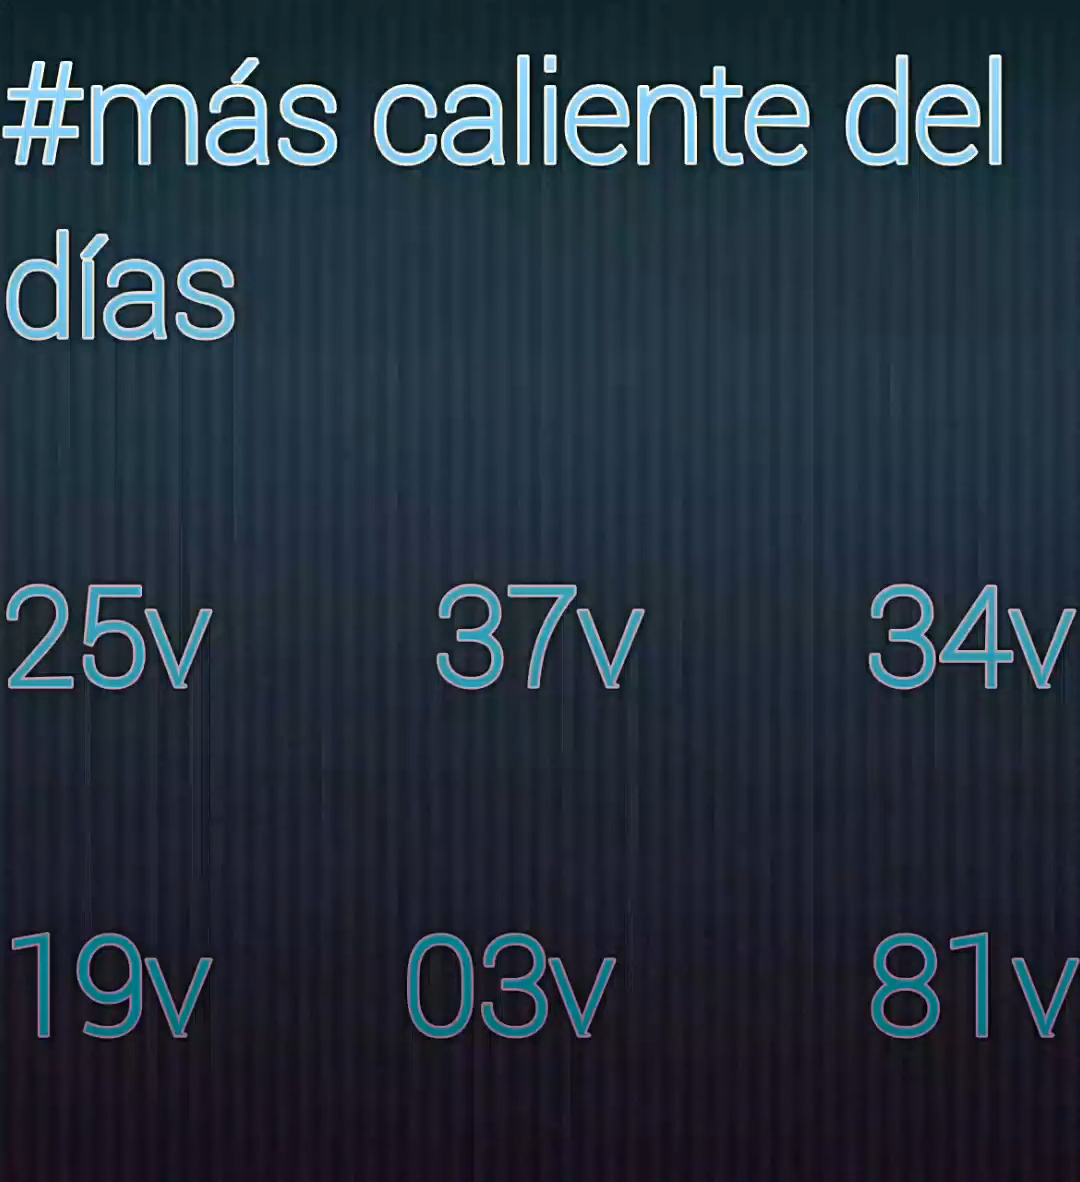 #más caliente del
días
25v 37v 34v
19v 03v 81v